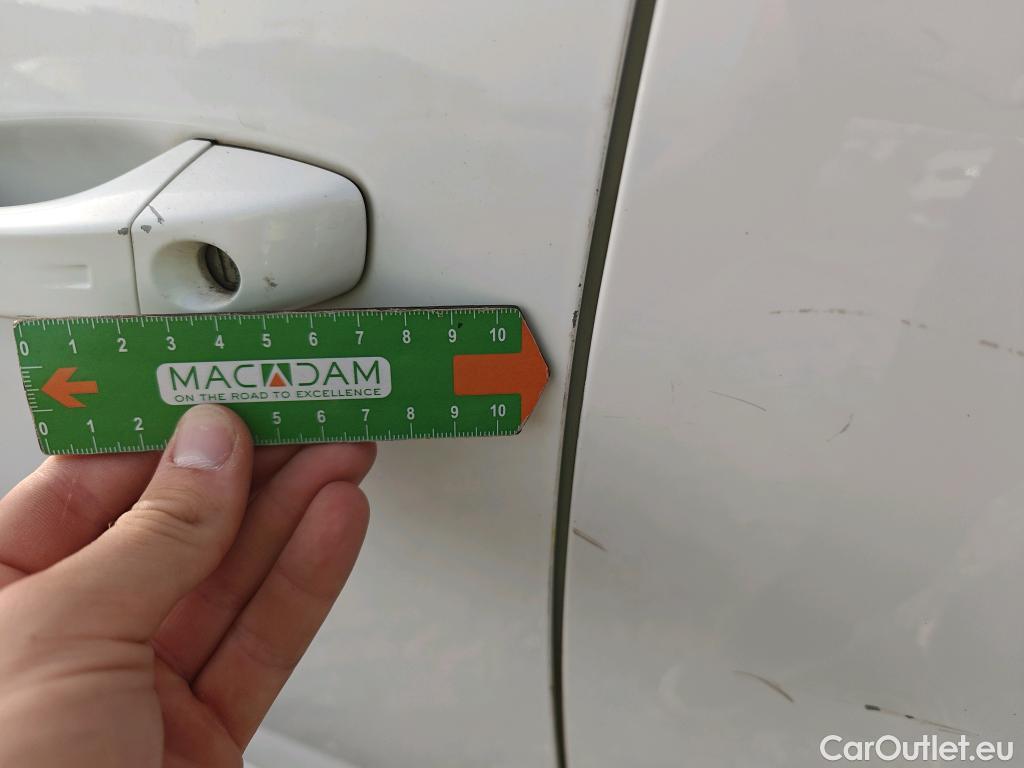 0 1 2 3 4 5 6 7 8 9 10
MACADAM
ON THE ROAD TO EXCELLENCE
0 1 2 5 6 7 8 9 10
CarOutlet.eu